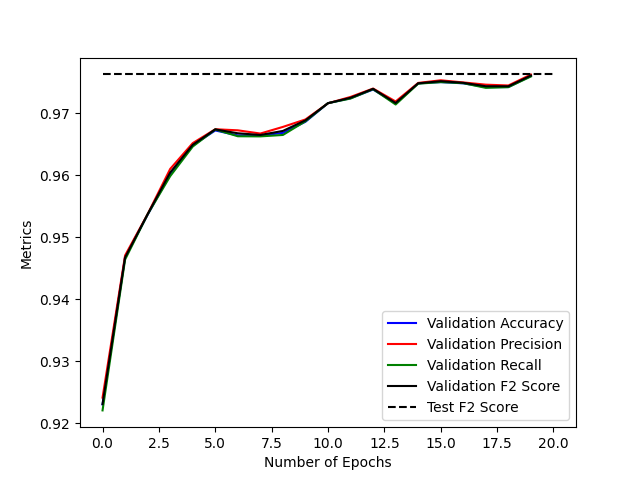 0.97
0.96
0.95
0.94
0.93
0.92
Metrics
0.0 2.5 5.0 7.5 10.0 12.5 15.0 17.5 20.0
Number of Epochs
Validation Accuracy
Validation Precision
Validation Recall
Validation F2 Score
Test F2 Score